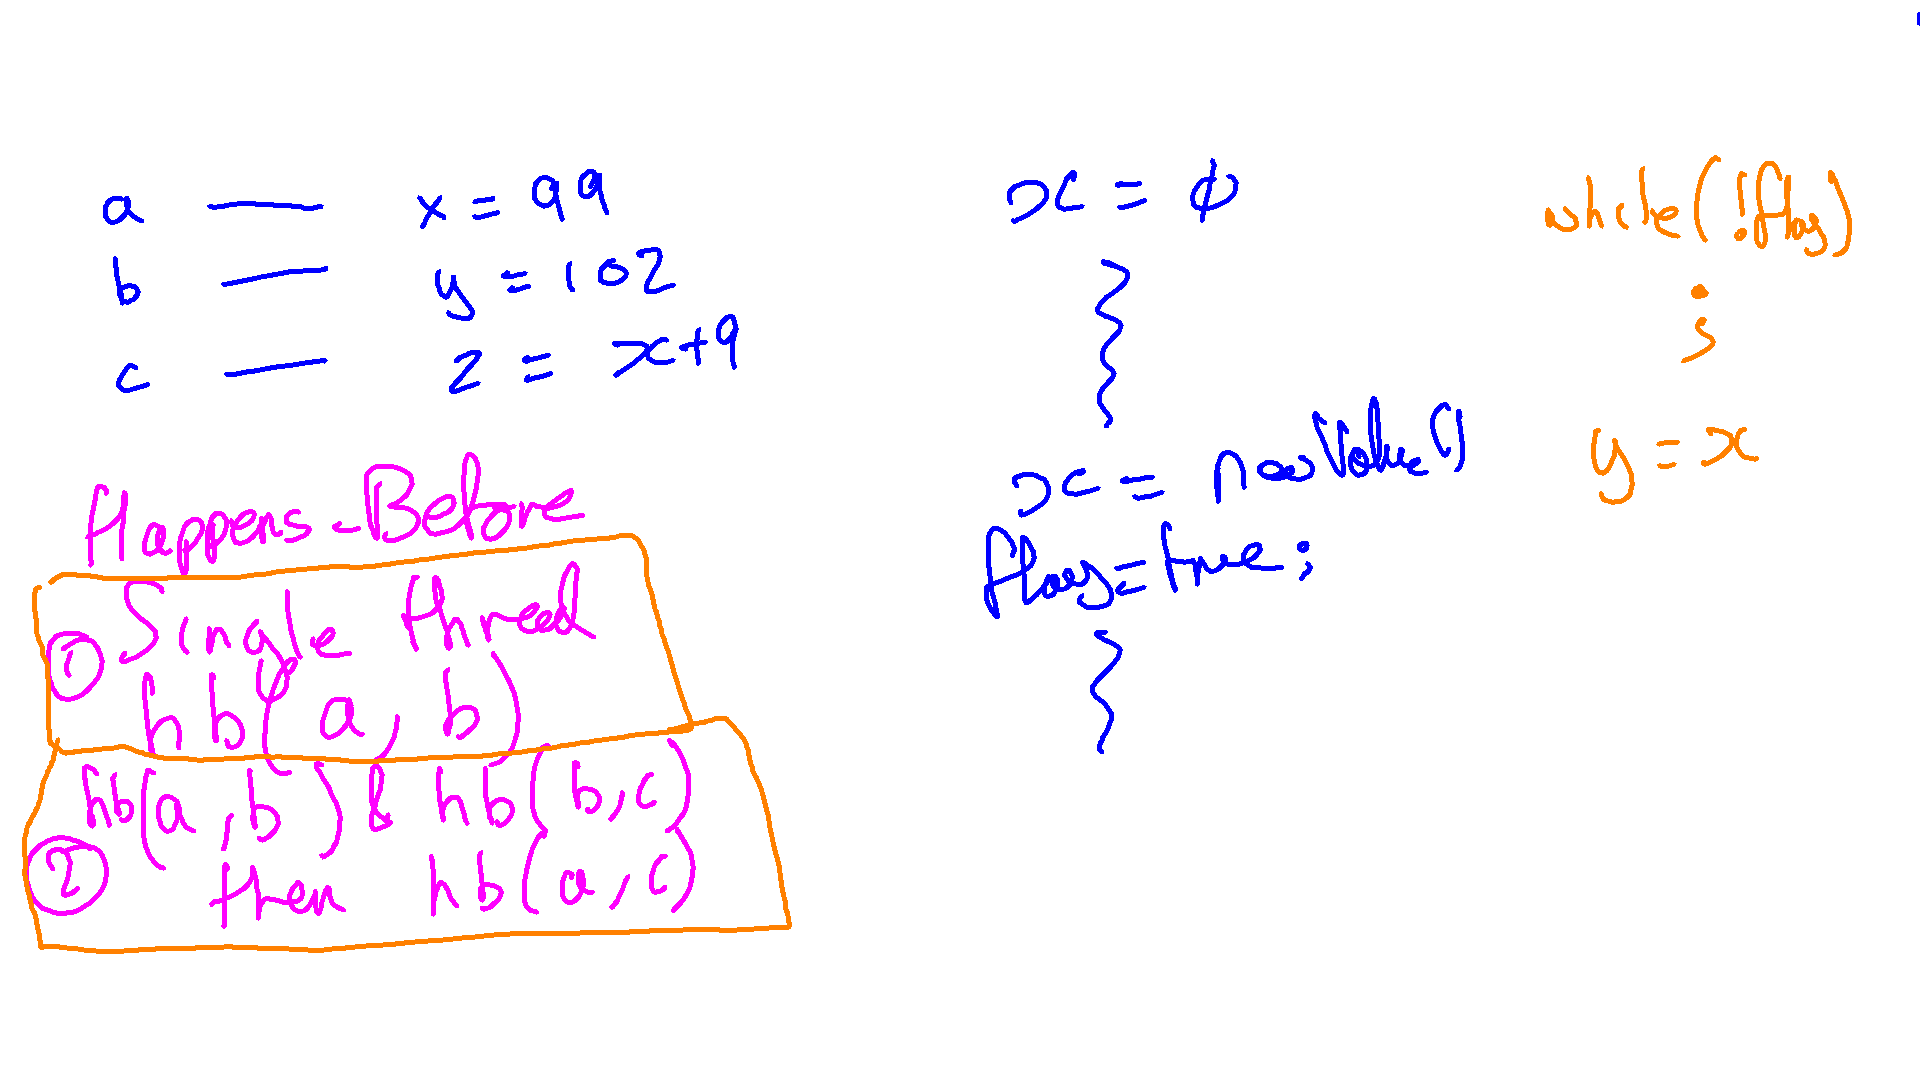 a — x = 99
b — y = 102
c — z = x+9
Happens-Before
① Single thread
hb(a, b)
hb(a,b) & hb(b,c)
② then hb(a,c)
x = φ
x = newValue()
flag=true;
while(!flag)
;
y = x